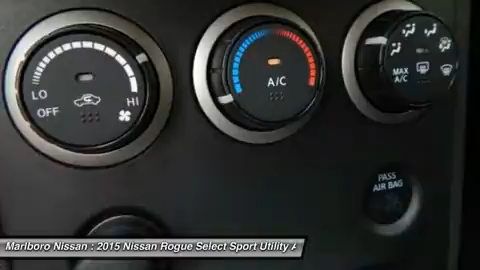 LO
OFF
HI
A/C
MAX
A/C
PASS
AIR BAG
Marlboro Nissan : 2015 Nissan Rogue Select Sport Utility A